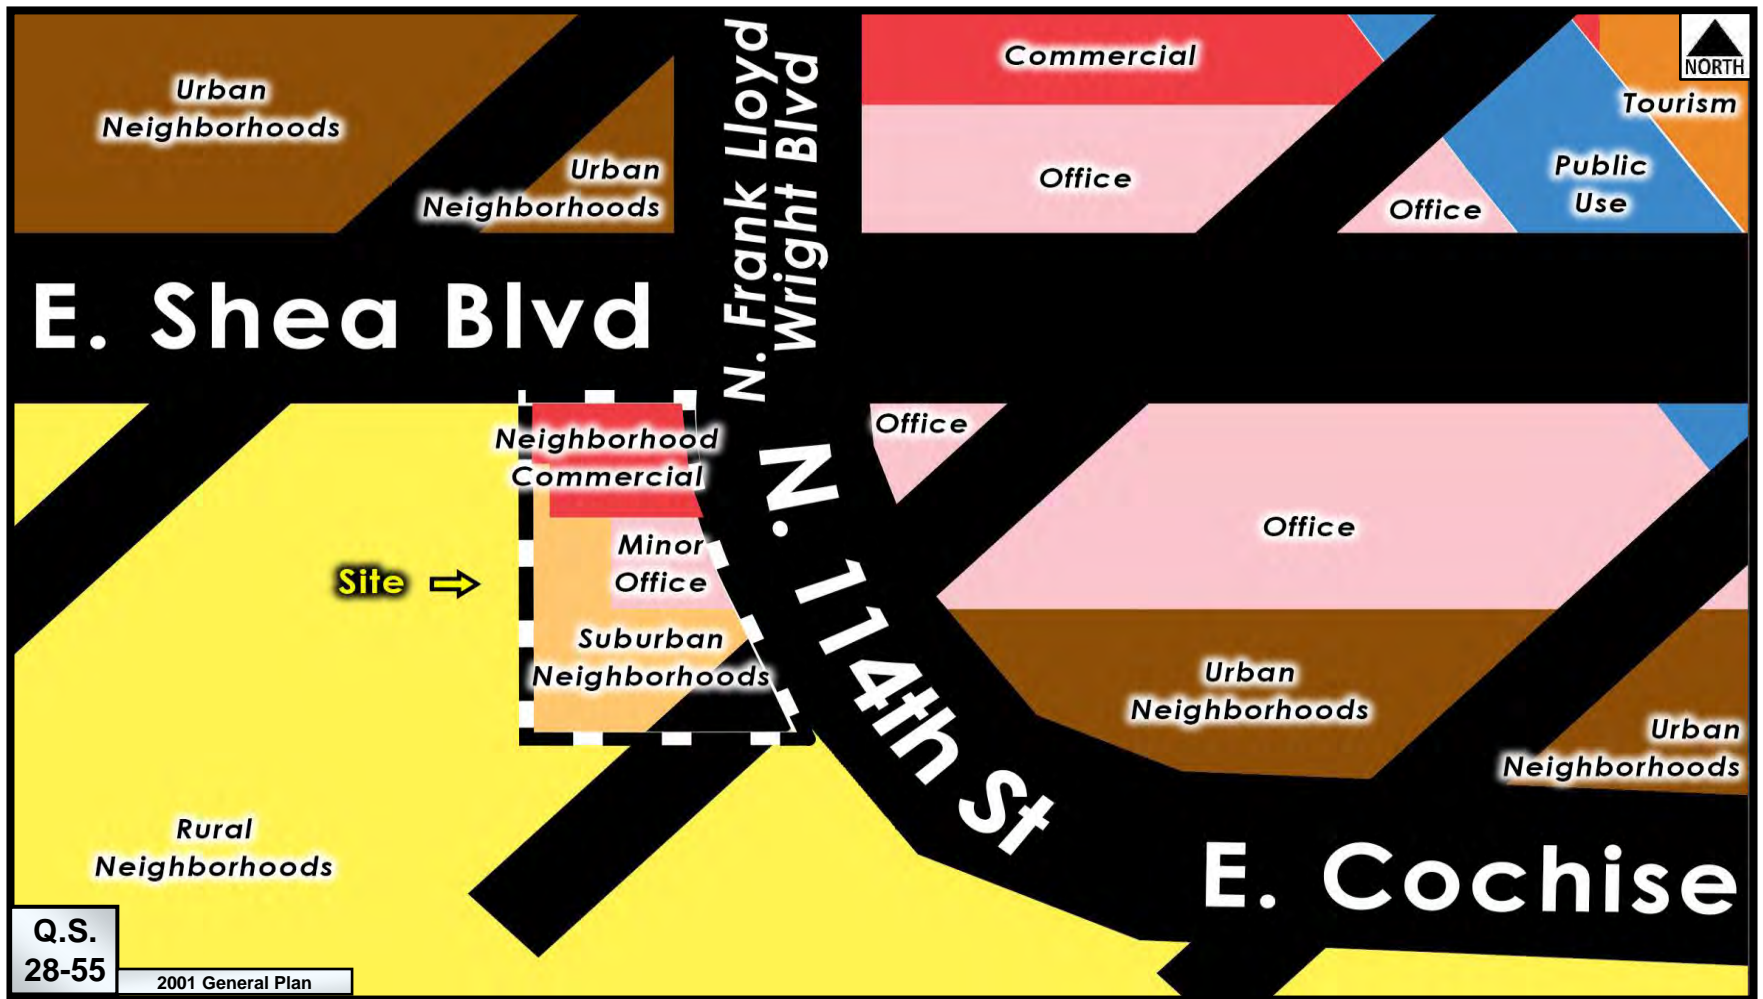 Urban
Neighborhoods
Urban
Neighborhoods
N. Frank Lloyd
Wright Blvd
Commercial
Office
Office
Public
Use
Tourism
NORTH
E. Shea Blvd
Neighborhood
Commercial
Minor
Office
Suburban
Neighborhoods
Site
N. 114th St
Office
Office
Urban
Neighborhoods
Urban
Neighborhoods
Rural
Neighborhoods
E. Cochise
Q.S.
28-55
2001 General Plan